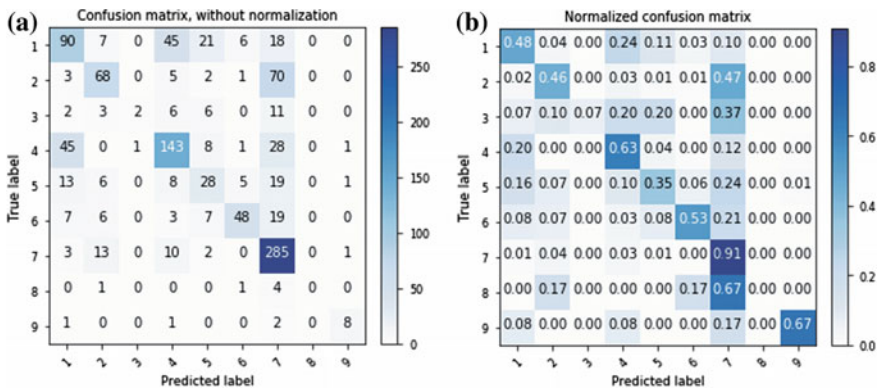 (a)
Confusion matrix, without normalization
True label
1 90 7 0 45 21 6 18 0 0
2 3 68 0 5 2 1 70 0 0
3 2 3 2 6 6 0 11 0 0
4 45 0 1 143 8 1 28 0 1
5 13 6 0 8 28 5 19 0 1
6 7 6 0 3 7 48 19 0 0
7 3 13 0 10 2 0 285 0 1
8 0 1 0 0 0 1 4 0 0
9 1 0 0 1 0 0 2 0 8
1 2 3 4 5 6 7 8 9
Predicted label
250
200
150
100
50
0
(b)
Normalized confusion matrix
True label
1 0.48 0.04 0.00 0.24 0.11 0.03 0.10 0.00 0.00
2 0.02 0.46 0.00 0.03 0.01 0.01 0.47 0.00 0.00
3 0.07 0.10 0.07 0.20 0.20 0.00 0.37 0.00 0.00
4 0.20 0.00 0.00 0.63 0.04 0.00 0.12 0.00 0.00
5 0.16 0.07 0.00 0.10 0.35 0.06 0.24 0.00 0.01
6 0.08 0.07 0.00 0.03 0.08 0.53 0.21 0.00 0.00
7 0.01 0.04 0.00 0.03 0.01 0.00 0.91 0.00 0.00
8 0.00 0.17 0.00 0.00 0.00 0.17 0.67 0.00 0.00
9 0.08 0.00 0.00 0.08 0.00 0.00 0.17 0.00 0.67
1 2 3 4 5 6 7 8 9
Predicted label
0.8
0.6
0.4
0.2
0.0